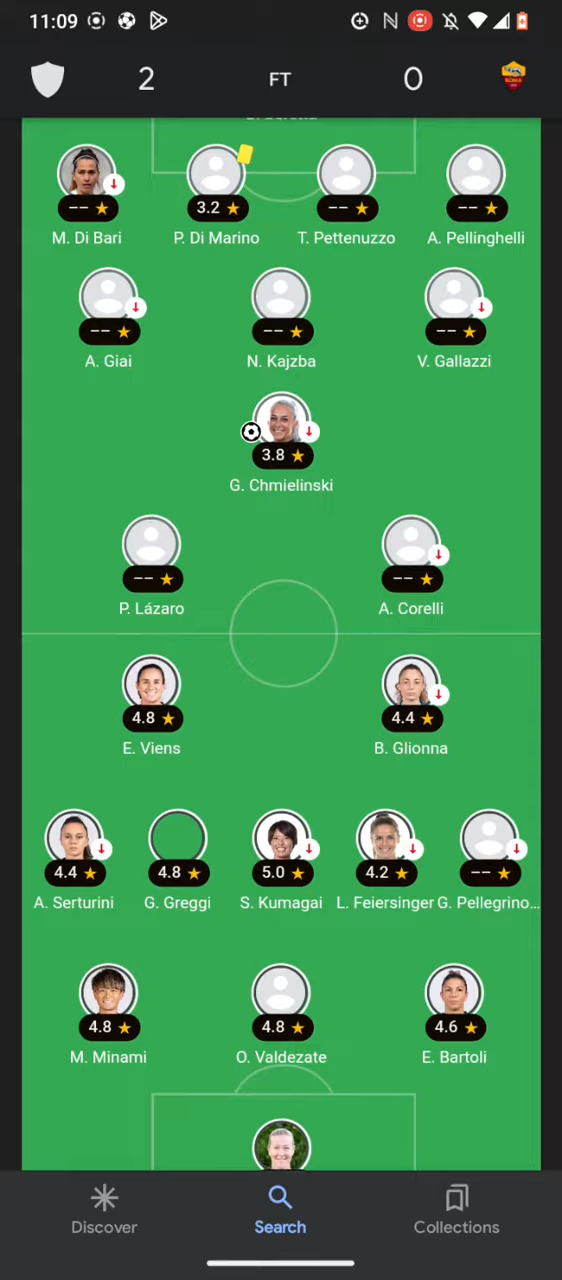 11:09
2 FT 0
ROMA
-- ★ 3.2 ★ -- ★ -- ★
M. Di Bari P. Di Marino T. Pettenuzzo A. Pellinghelli
-- ★ -- ★ -- ★
A. Giai N. Kajzba V. Gallazzi
3.8 ★
G. Chmielinski
-- ★ -- ★
P. Lázaro A. Corelli
4.8 ★ 4.4 ★
E. Viens B. Glionna
4.4 ★ 4.8 ★ 5.0 ★ 4.2 ★ -- ★
A. Serturini G. Greggi S. Kumagai L. Feiersinger G. Pellegrino...
4.8 ★ 4.8 ★ 4.6 ★
M. Minami O. Valdezate E. Bartoli
Discover Search Collections